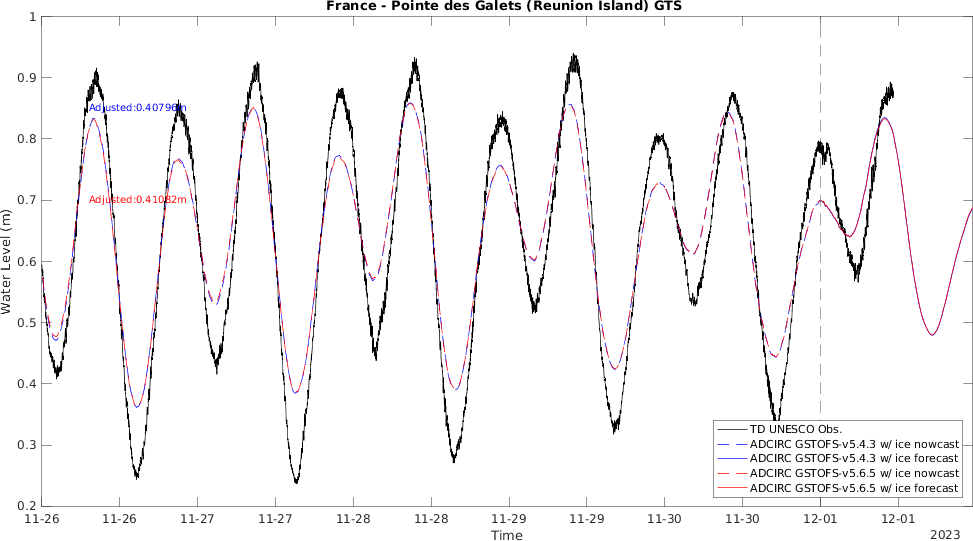 France - Pointe des Galets (Reunion Island) GTS
1
0.9
0.8
0.7
0.6
0.5
0.4
0.3
0.2
Water Level (m)
Adjusted:0.40796m
Adjusted:0.41082m
TD UNESCO Obs.
ADCIRC GSTOFS-v5.4.3 w/ ice nowcast
ADCIRC GSTOFS-v5.4.3 w/ ice forecast
ADCIRC GSTOFS-v5.6.5 w/ ice nowcast
ADCIRC GSTOFS-v5.6.5 w/ ice forecast
11-26 11-26 11-27 11-27 11-28 11-28 11-29 11-29 11-30 11-30 12-01 12-01
Time
2023